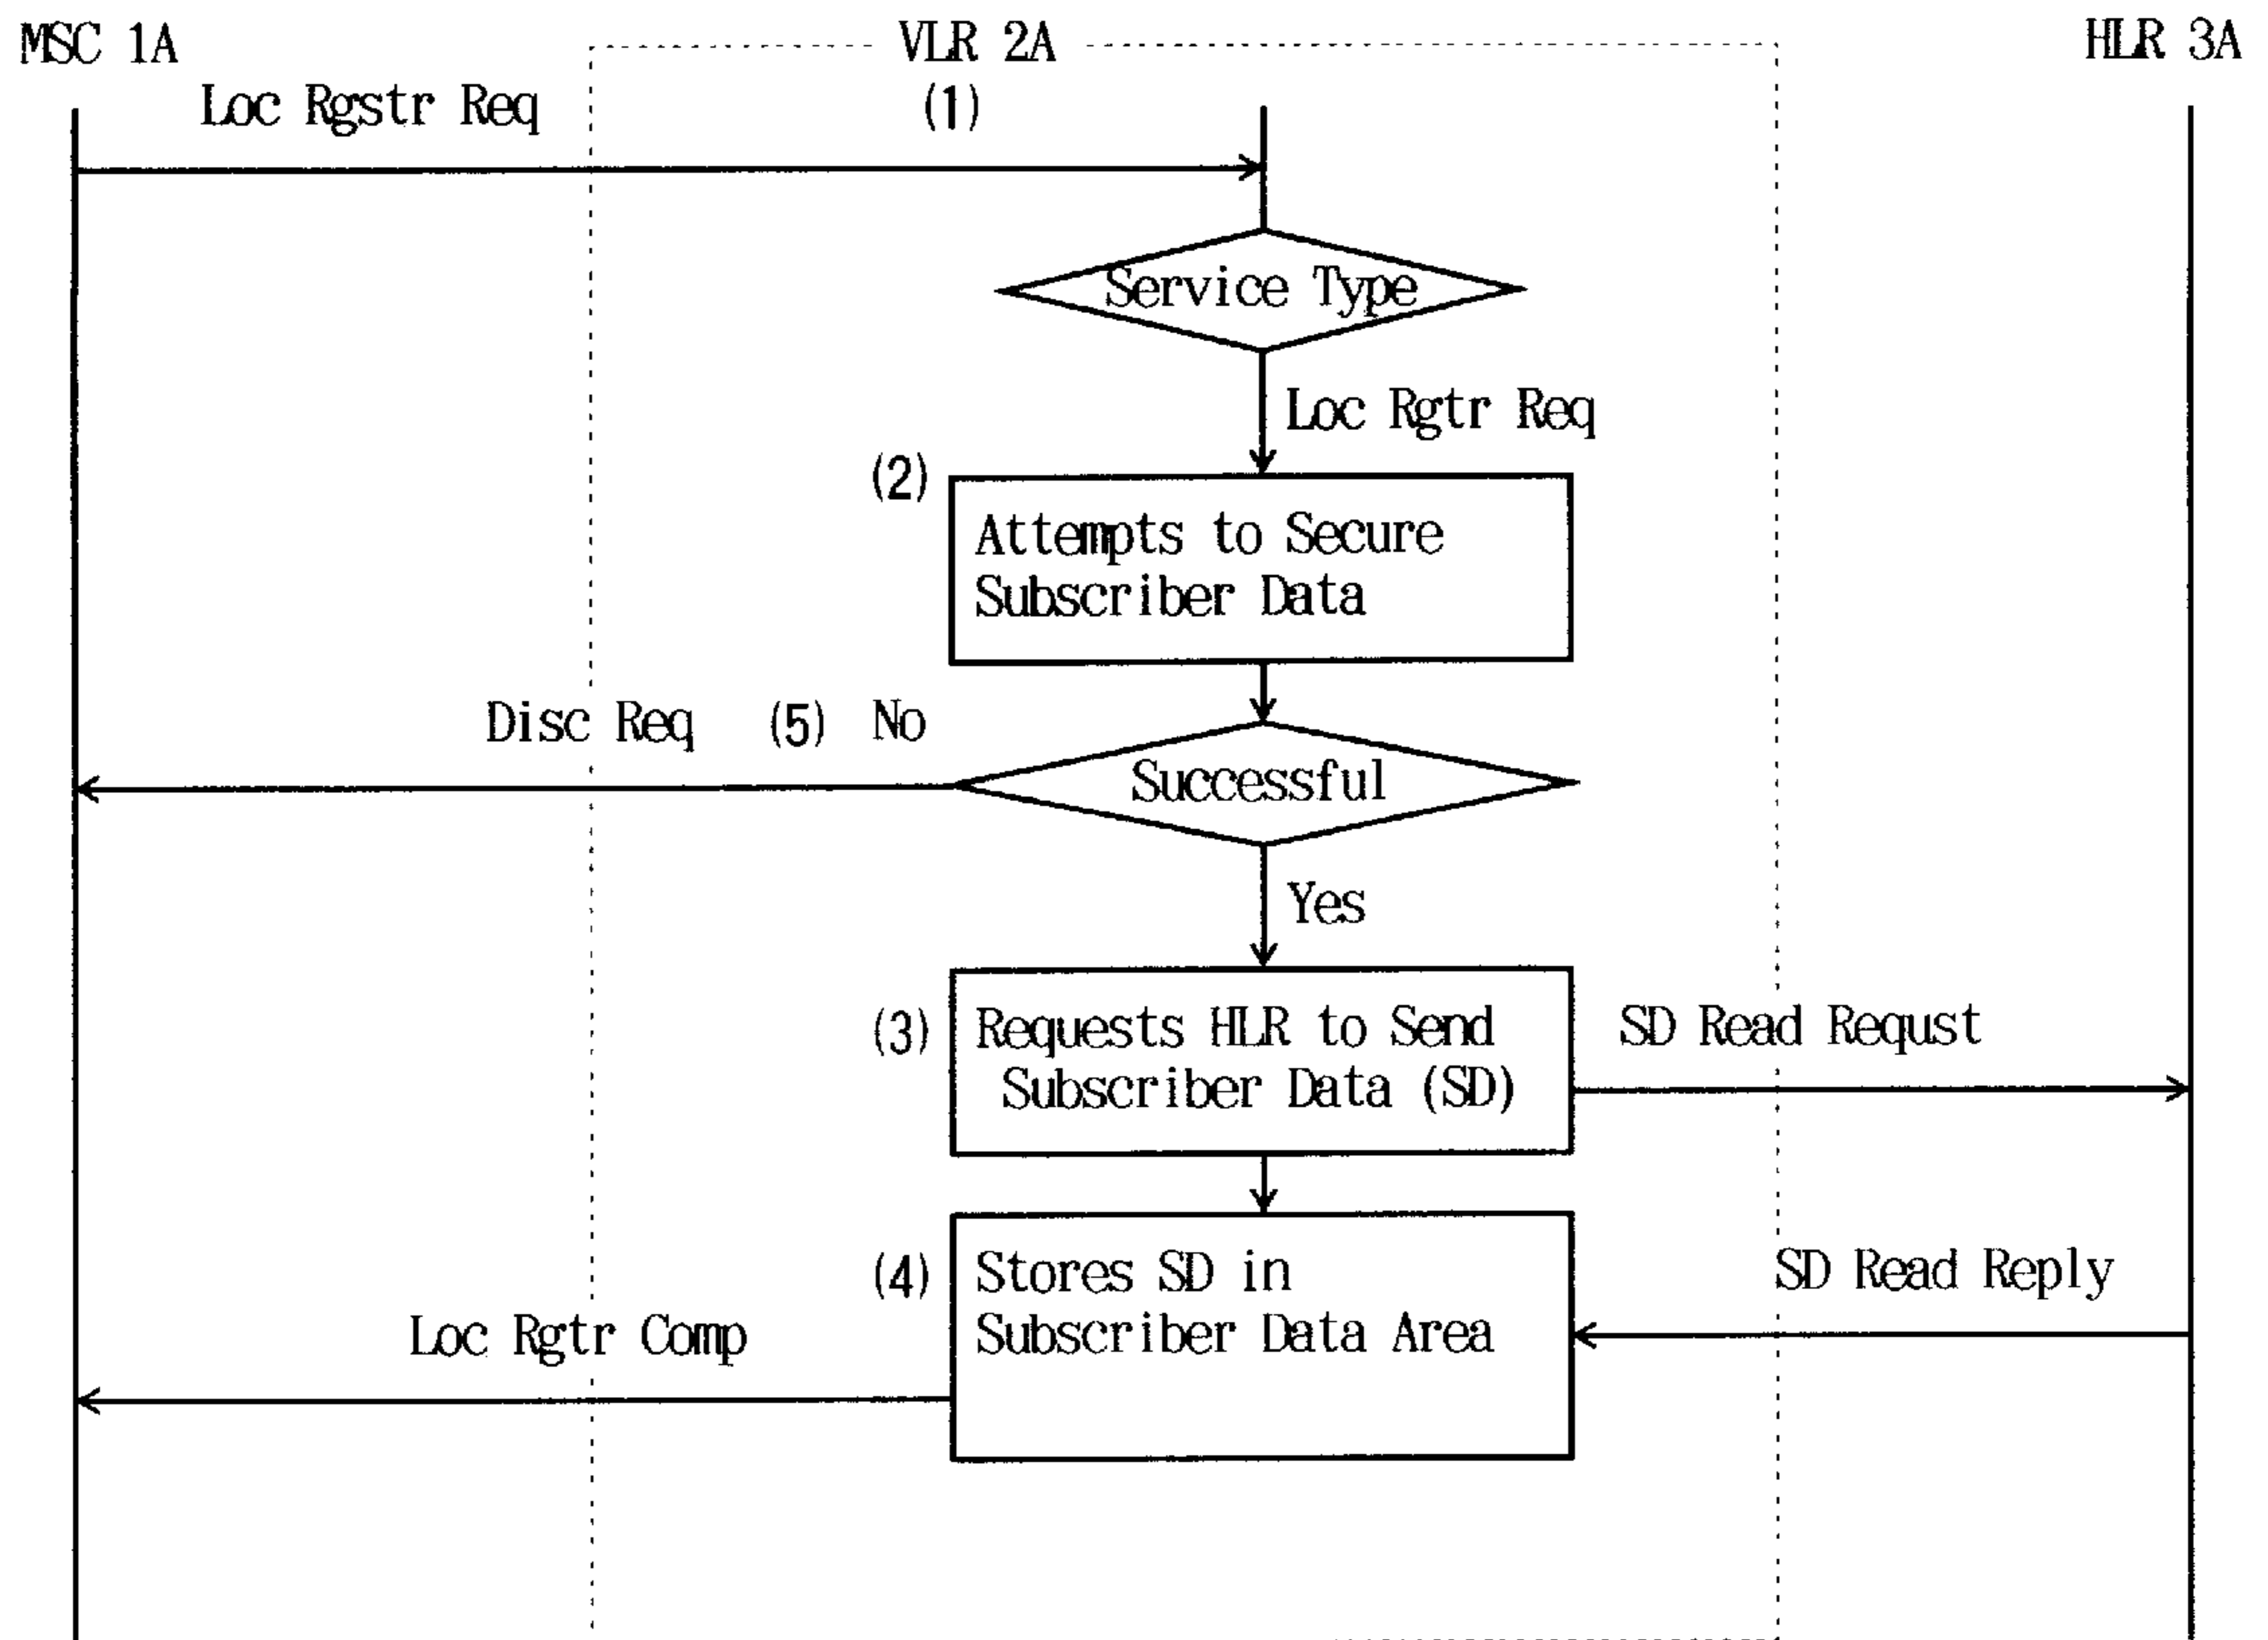 MSC 1A
VLR 2A
HLR 3A
Loc Rgstr Req
(1)
Service Type
Loc Rgtr Req
(2)
Attempts to Secure
Subscriber Data
Disc Req (5) No
Successful
Yes
(3)
Requests HLR to Send
Subscriber Data (SD)
SD Read Requst
(4)
Stores SD in
Subscriber Data Area
SD Read Reply
Loc Rgtr Comp